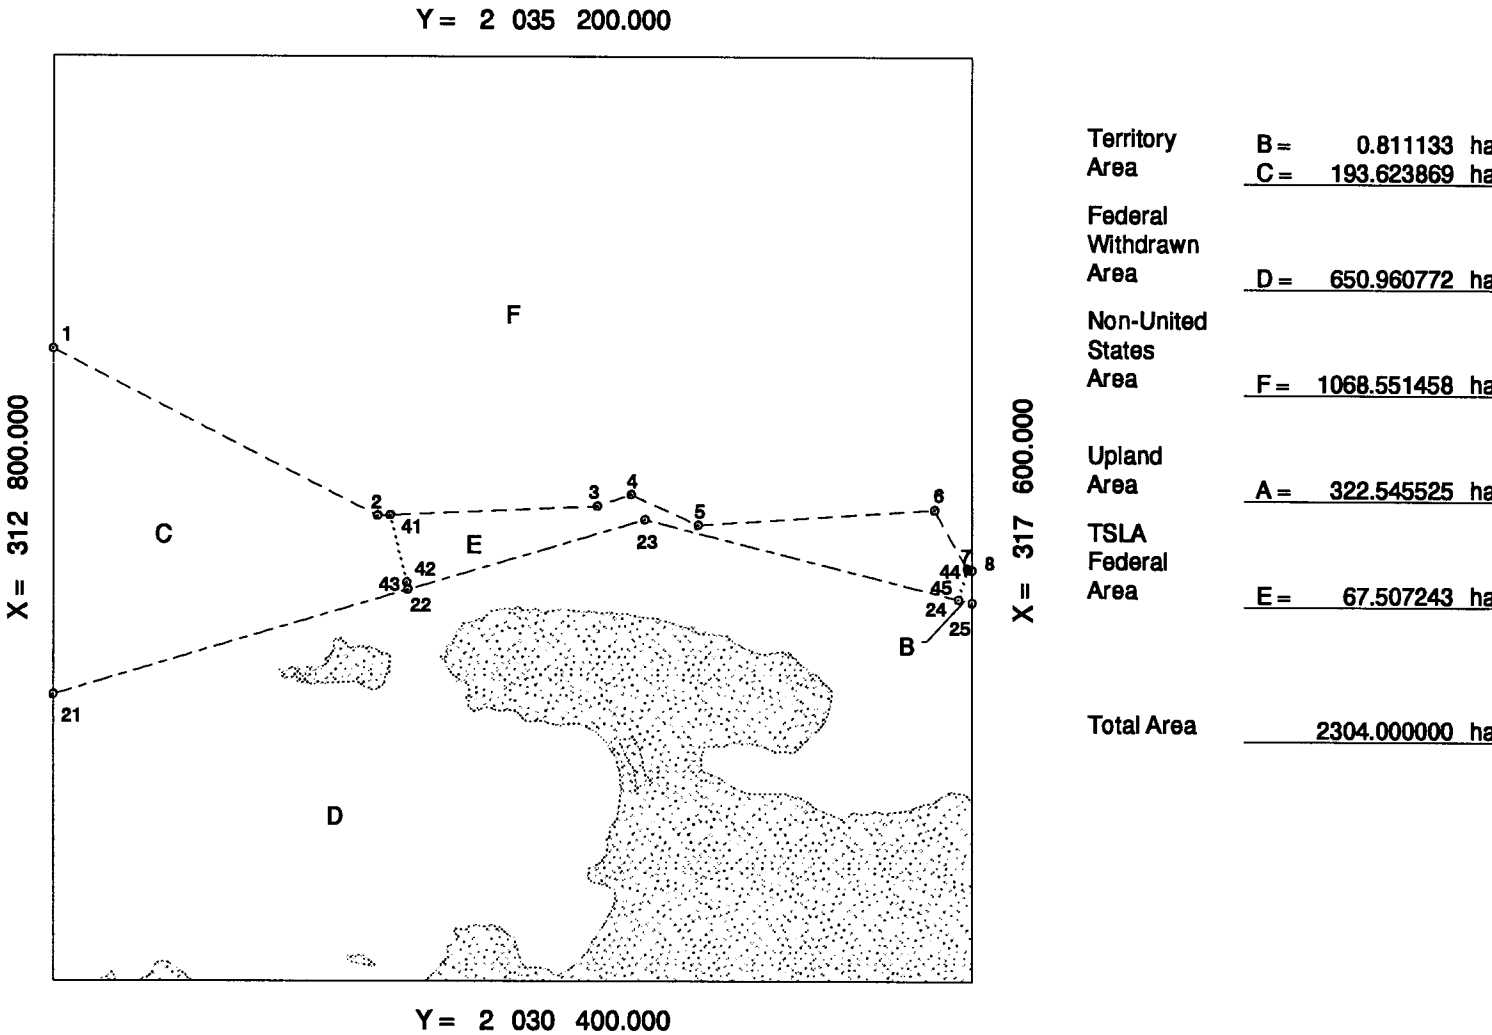 Y = 2 035 200.000
Territory
Area
B = 0.811133 ha
C = 193.623869 ha
Federal
Withdrawn
Area
D = 650.960772 ha
Non-United
States
Area
F = 1068.551458 ha
Upland
Area
A = 322.545525 ha
TSLA
Federal
Area
E = 67.507243 ha
Total Area 2304.000000 ha
X = 312 800.000
X = 317 600.000
F
1
2
41
3
4
5
6
7
8
C
E
23
42
43
22
44
45
24
25
B
21
D
Y = 2 030 400.000